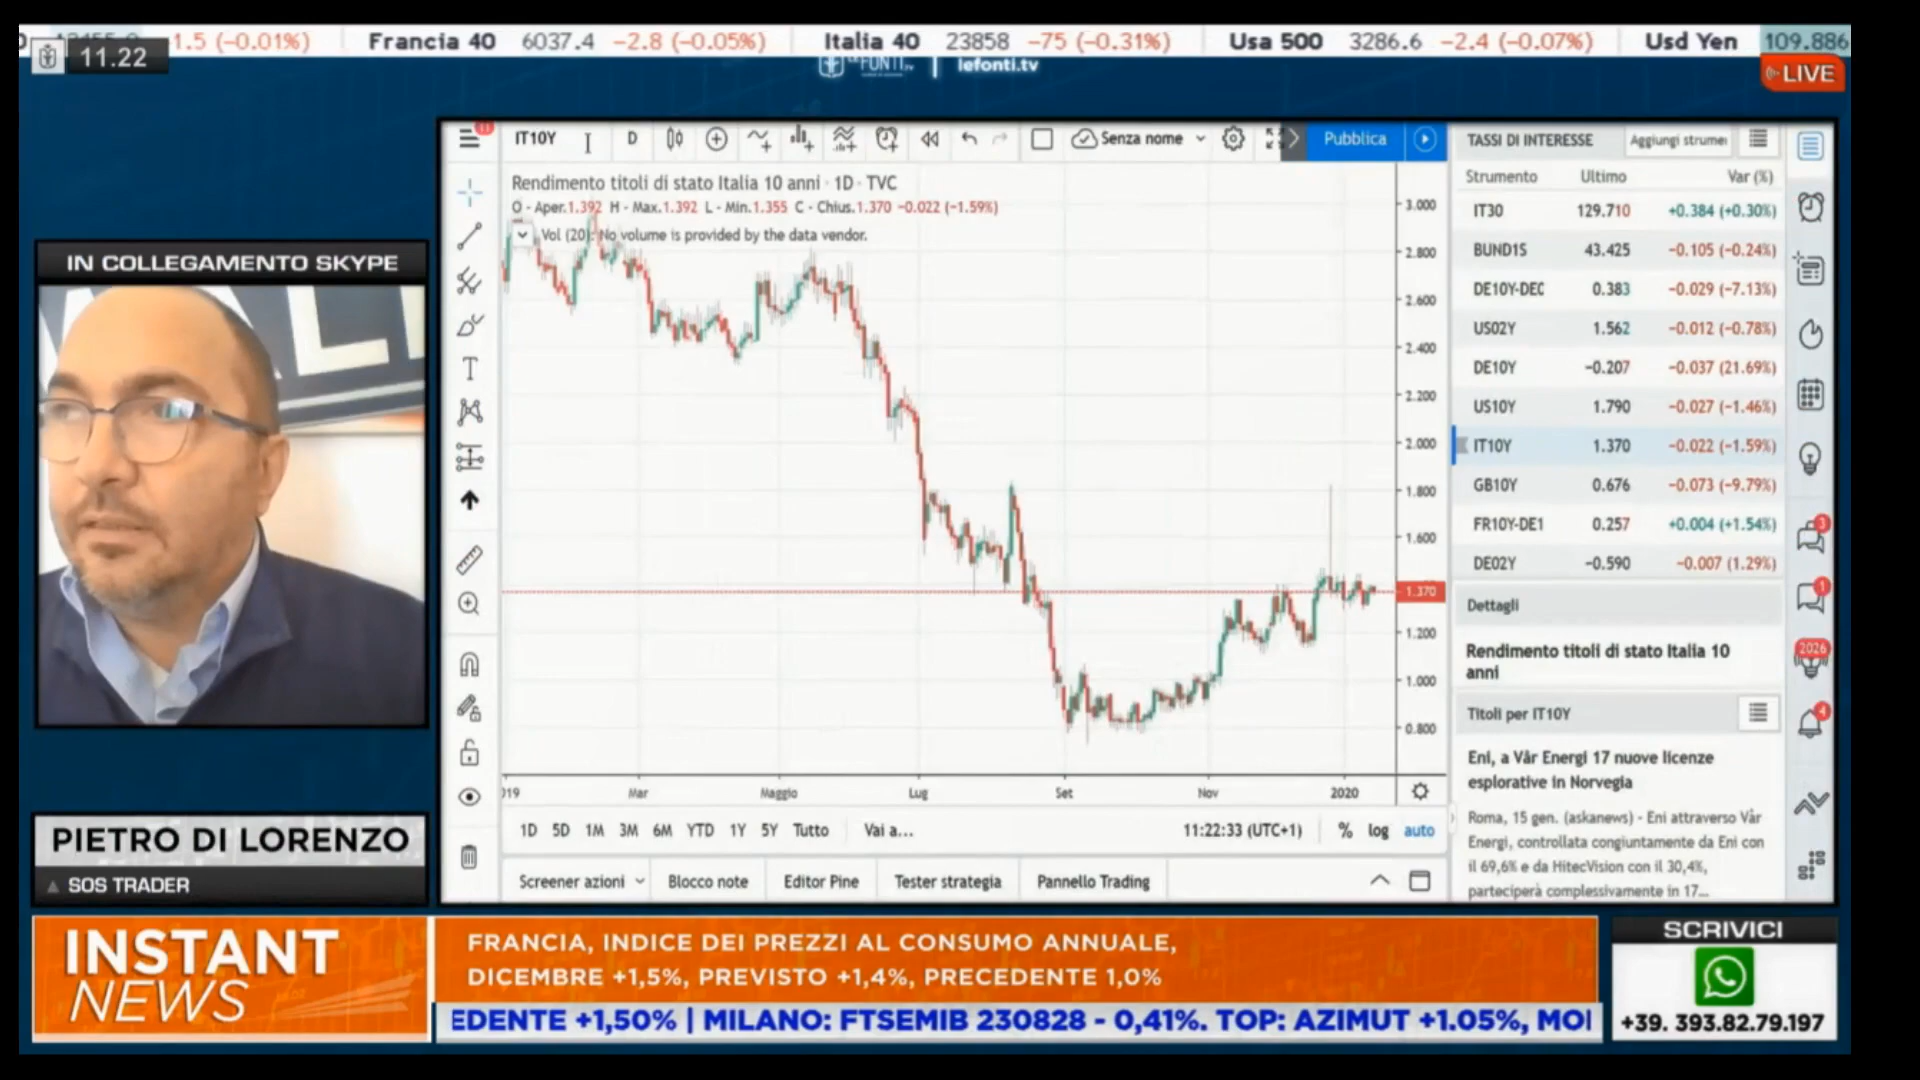 -1.5 (-0.01%) Francia 40 6037.4 -2.8 (-0.05%) Italia 40 23858 -75 (-0.31%) Usa 500 3286.6 -2.4 (-0.07%) Usd Yen 109.886
11.22
FONTI tv | lefonti.tv
LIVE
IN COLLEGAMENTO SKYPE
PIETRO DI LORENZO
SOS TRADER
11
IT10Y D Senza nome Pubblica
Rendimento titoli di stato Italia 10 anni · 1D · TVC
O - Aper.1.392 H - Max.1.392 L - Min.1.355 C - Chius.1.370 -0.022 (-1.59%)
Vol (20): No volume is provided by the data vendor.
3.000
2.800
2.600
2.400
2.200
2.000
1.800
1.600
1.370
1.200
1.000
0.800
019 Mar Maggio Lug Set Nov 2020
1D 5D 1M 3M 6M YTD 1Y 5Y Tutto Vai a... 11:22:33 (UTC+1) % log auto
Screener azioni Blocco note Editor Pine Tester strategia Pannello Trading
TASSI DI INTERESSE Aggiungi strumei
Strumento Ultimo Var (%)
IT30 129.710 +0.384 (+0.30%)
BUND1S 43.425 -0.105 (-0.24%)
DE10Y-DEC 0.383 -0.029 (-7.13%)
US02Y 1.562 -0.012 (-0.78%)
DE10Y -0.207 -0.037 (21.69%)
US10Y 1.790 -0.027 (-1.46%)
IT10Y 1.370 -0.022 (-1.59%)
GB10Y 0.676 -0.073 (-9.79%)
FR10Y-DE1 0.257 +0.004 (+1.54%)
DE02Y -0.590 -0.007 (1.29%)
Dettagli
Rendimento titoli di stato Italia 10
anni
Titoli per IT10Y
Eni, a Vår Energi 17 nuove licenze
esplorative in Norvegia
Roma, 15 gen. (askanews) - Eni attraverso Vår
Energi, controllata congiuntamente da Eni con
il 69,6% e da HitecVision con il 30,4%,
parteciperà complessivamente in 17...
3
1
2026
4
INSTANT
NEWS
FRANCIA, INDICE DEI PREZZI AL CONSUMO ANNUALE,
DICEMBRE +1,5%, PREVISTO +1,4%, PRECEDENTE 1,0%
EDENTE +1,50% | MILANO: FTSEMIB 230828 - 0,41%. TOP: AZIMUT +1.05%, MO
SCRIVICI
+39. 393.82.79.197